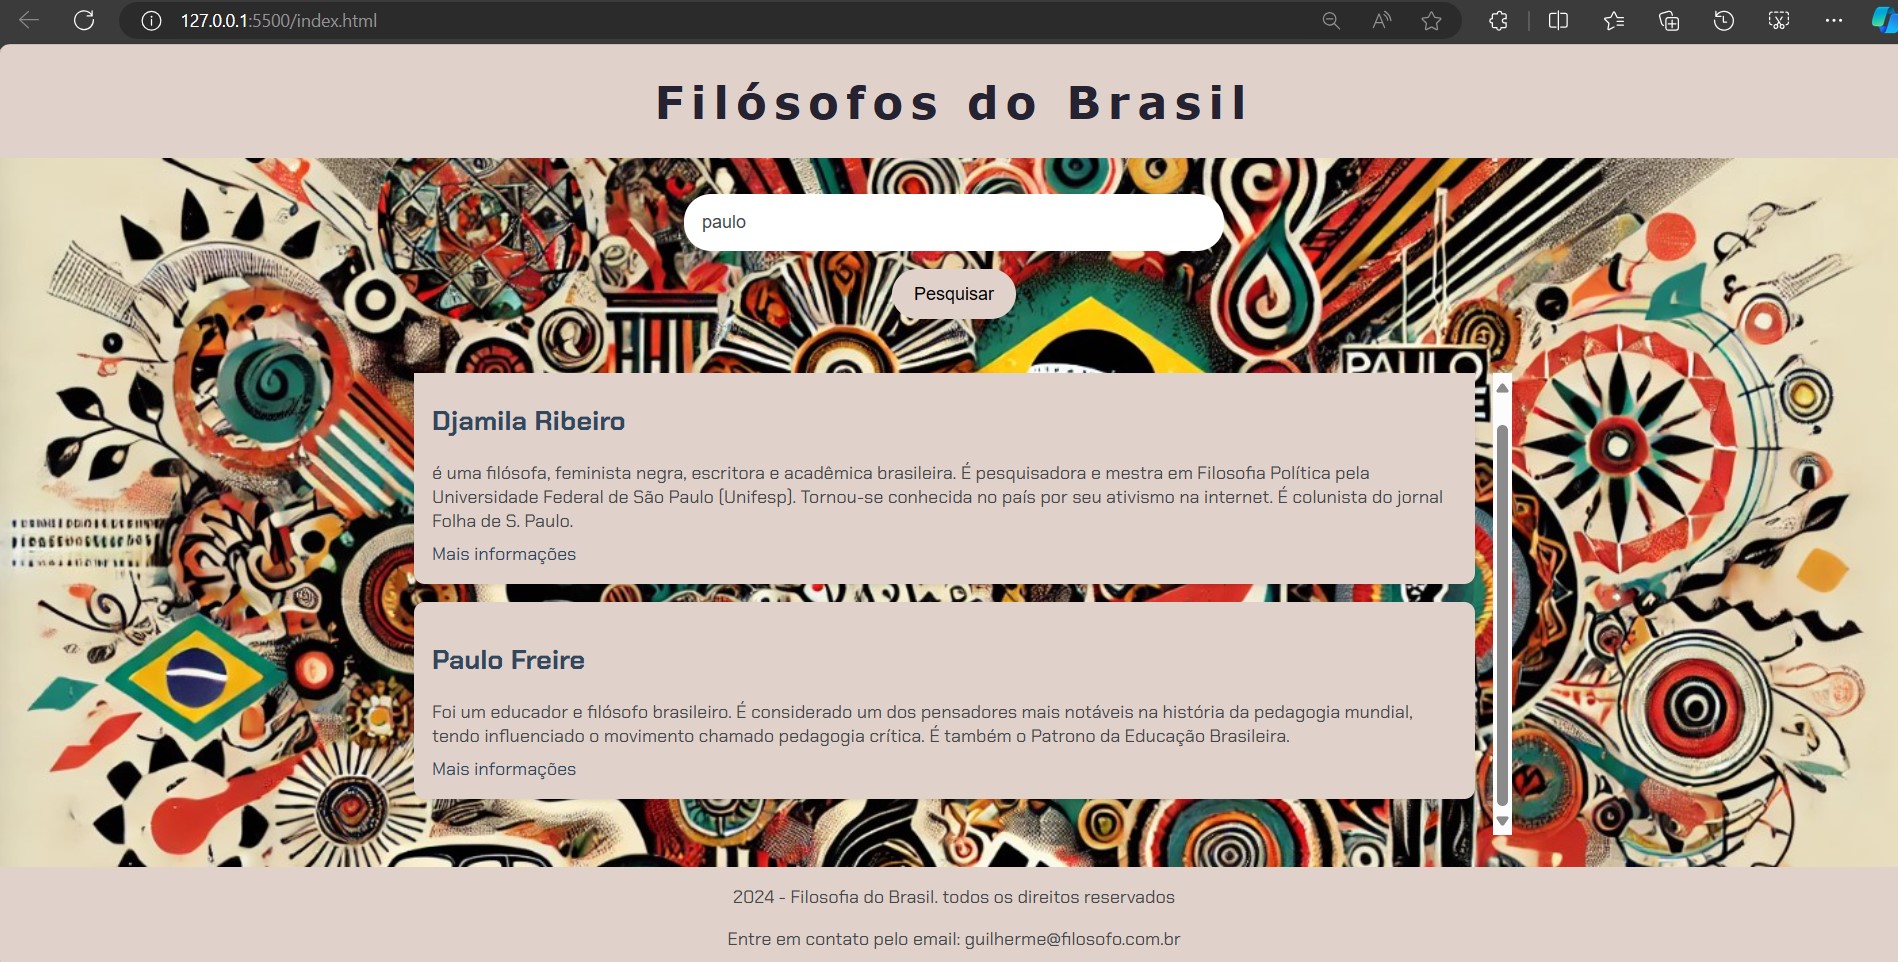 127.0.0.1:5500/index.html
Filósofos do Brasil
paulo
Pesquisar
PAULO
Djamila Ribeiro
é uma filósofa, feminista negra, escritora e acadêmica brasileira. É pesquisadora e mestra em Filosofia Política pela
Universidade Federal de São Paulo (Unifesp). Tornou-se conhecida no país por seu ativismo na internet. É colunista do jornal
Folha de S. Paulo.
Mais informações
Paulo Freire
Foi um educador e filósofo brasileiro. É considerado um dos pensadores mais notáveis na história da pedagogia mundial,
tendo influenciado o movimento chamado pedagogia crítica. É também o Patrono da Educação Brasileira.
Mais informações
2024 - Filosofia do Brasil. todos os direitos reservados
Entre em contato pelo email: guilherme@filosofo.com.br